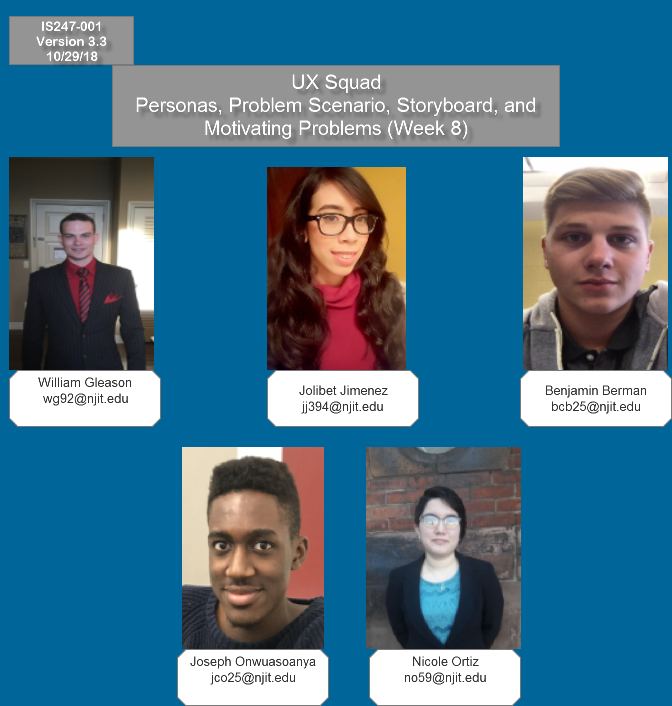 IS247-001
Version 3.3
10/29/18
UX Squad
Personas, Problem Scenario, Storyboard, and
Motivating Problems (Week 8)
William Gleason
wg92@njit.edu
Jolibet Jimenez
jj394@njit.edu
Benjamin Berman
bcb25@njit.edu
Joseph Onwuasoanya
jco25@njit.edu
Nicole Ortiz
no59@njit.edu